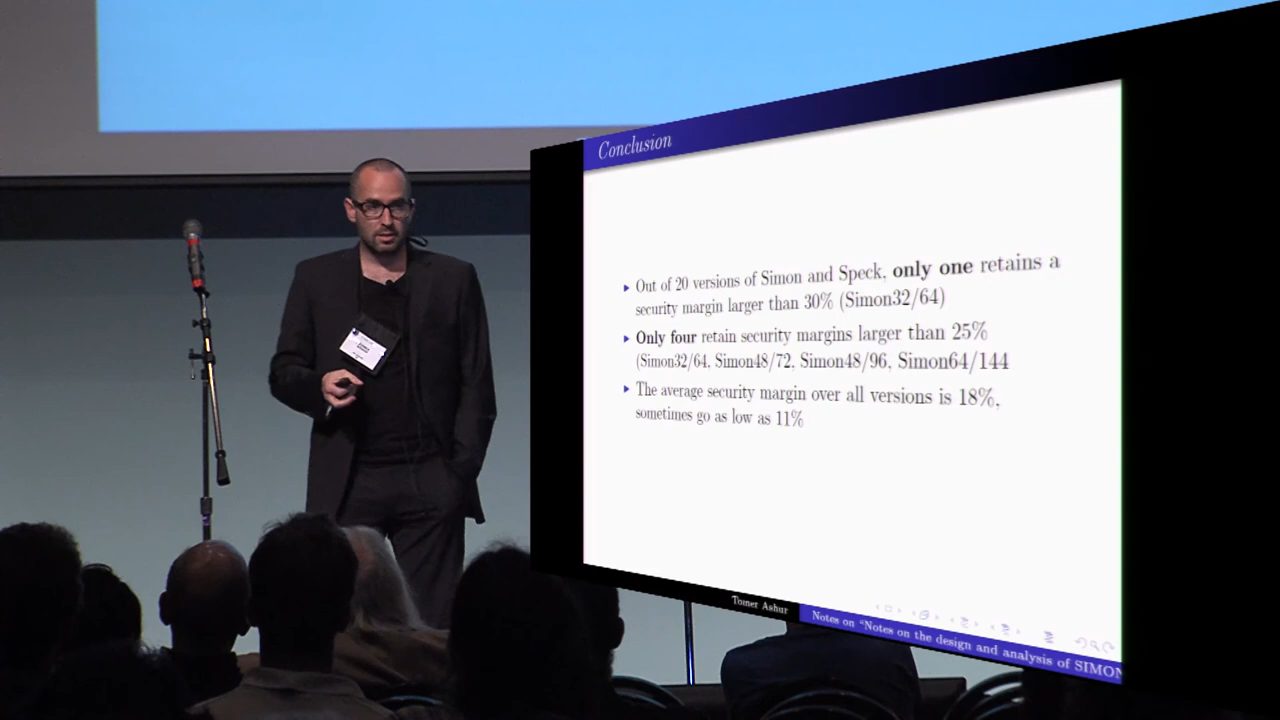 Conclusion
Out of 20 versions of Simon and Speck, only one retains a
security margin larger than 30% (Simon32/64)
Only four retain security margins larger than 25%
(Simon32/64, Simon48/72, Simon48/96, Simon64/144
The average security margin over all versions is 18%,
sometimes go as low as 11%
Tomer Ashur
Notes on "Notes on the design and analysis of SIMON